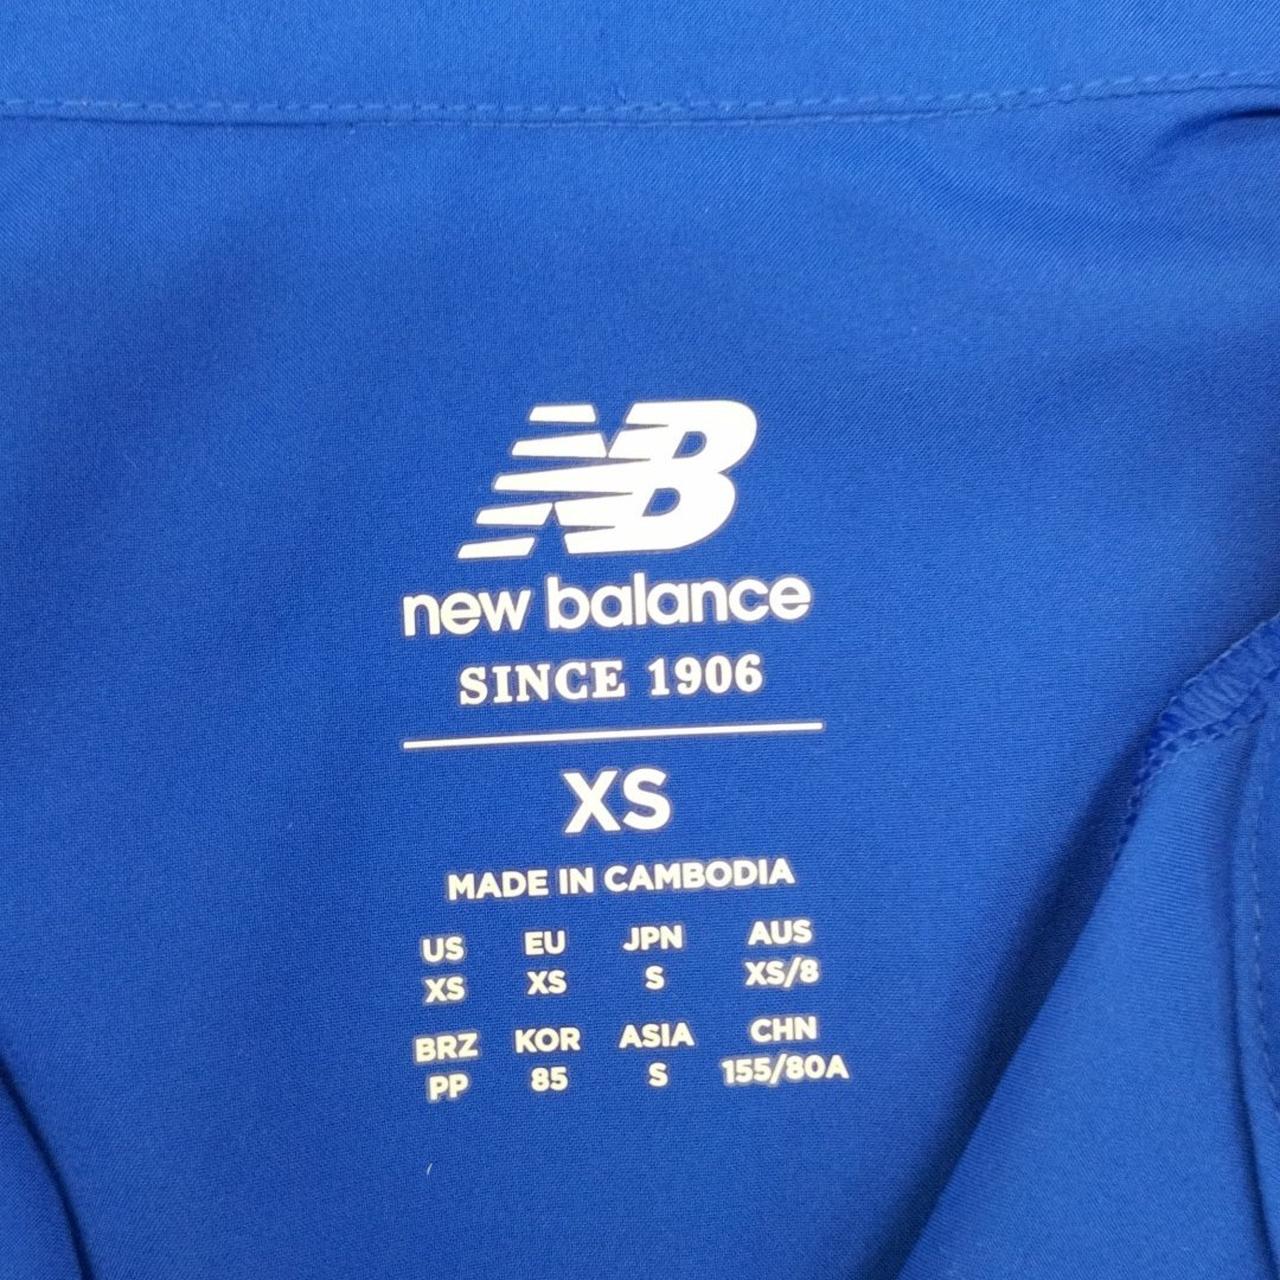 NB
new balance
SINCE 1906
XS
MADE IN CAMBODIA
US EU JPN AUS
XS XS S XS/8
BRZ KOR ASIA CHN
PP 85 S 155/80A